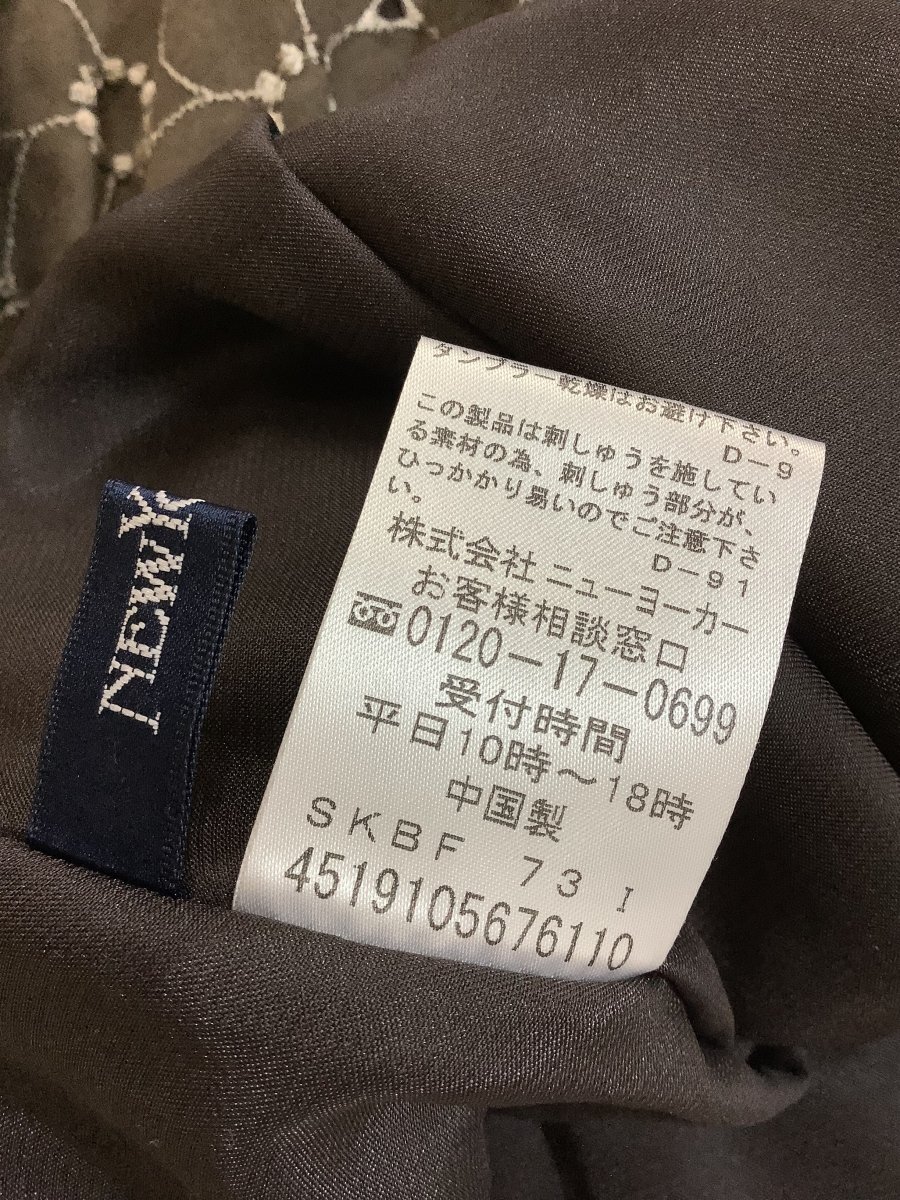 タンブラー乾燥はお避け下さい。
D-9
この製品は刺しゅうを施してい
る素材の為、刺しゅう部分が、
ひっかかり易いのでご注意下さ
い。
D-91
株式会社 ニューヨーカー
お客様相談窓口
0120-17-0699
受付時間
平日10時～18時
中国製
SKBF 73 I
4519105676110
NEWY